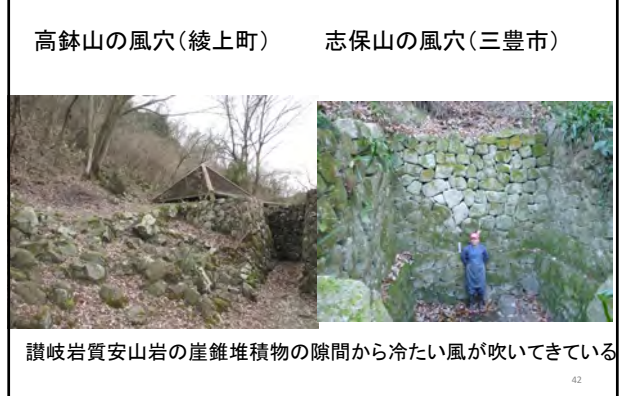 高鉢山の風穴（綾上町）
志保山の風穴（三豊市）
讃岐岩質安山岩の崖錐堆積物の隙間から冷たい風が吹いてきている
42